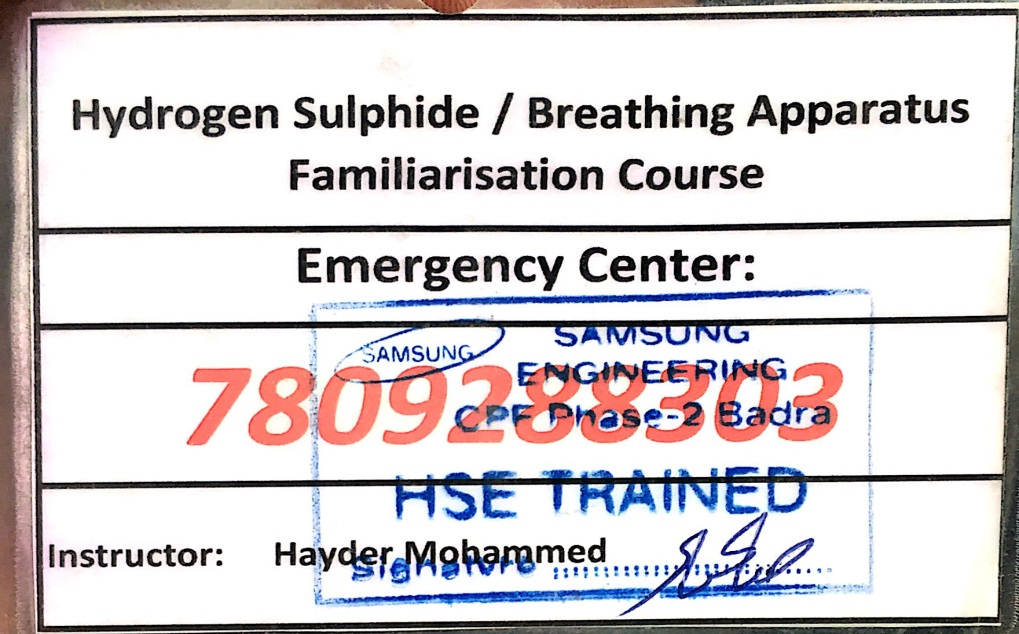 Hydrogen Sulphide / Breathing Apparatus
Familiarisation Course
Emergency Center:
SAMSUNG
SAMSUNG
ENGINEERING
7809288303
CPF Phase-2 Badra
HSE TRAINED
Instructor: Hayder Mohammed
Signature